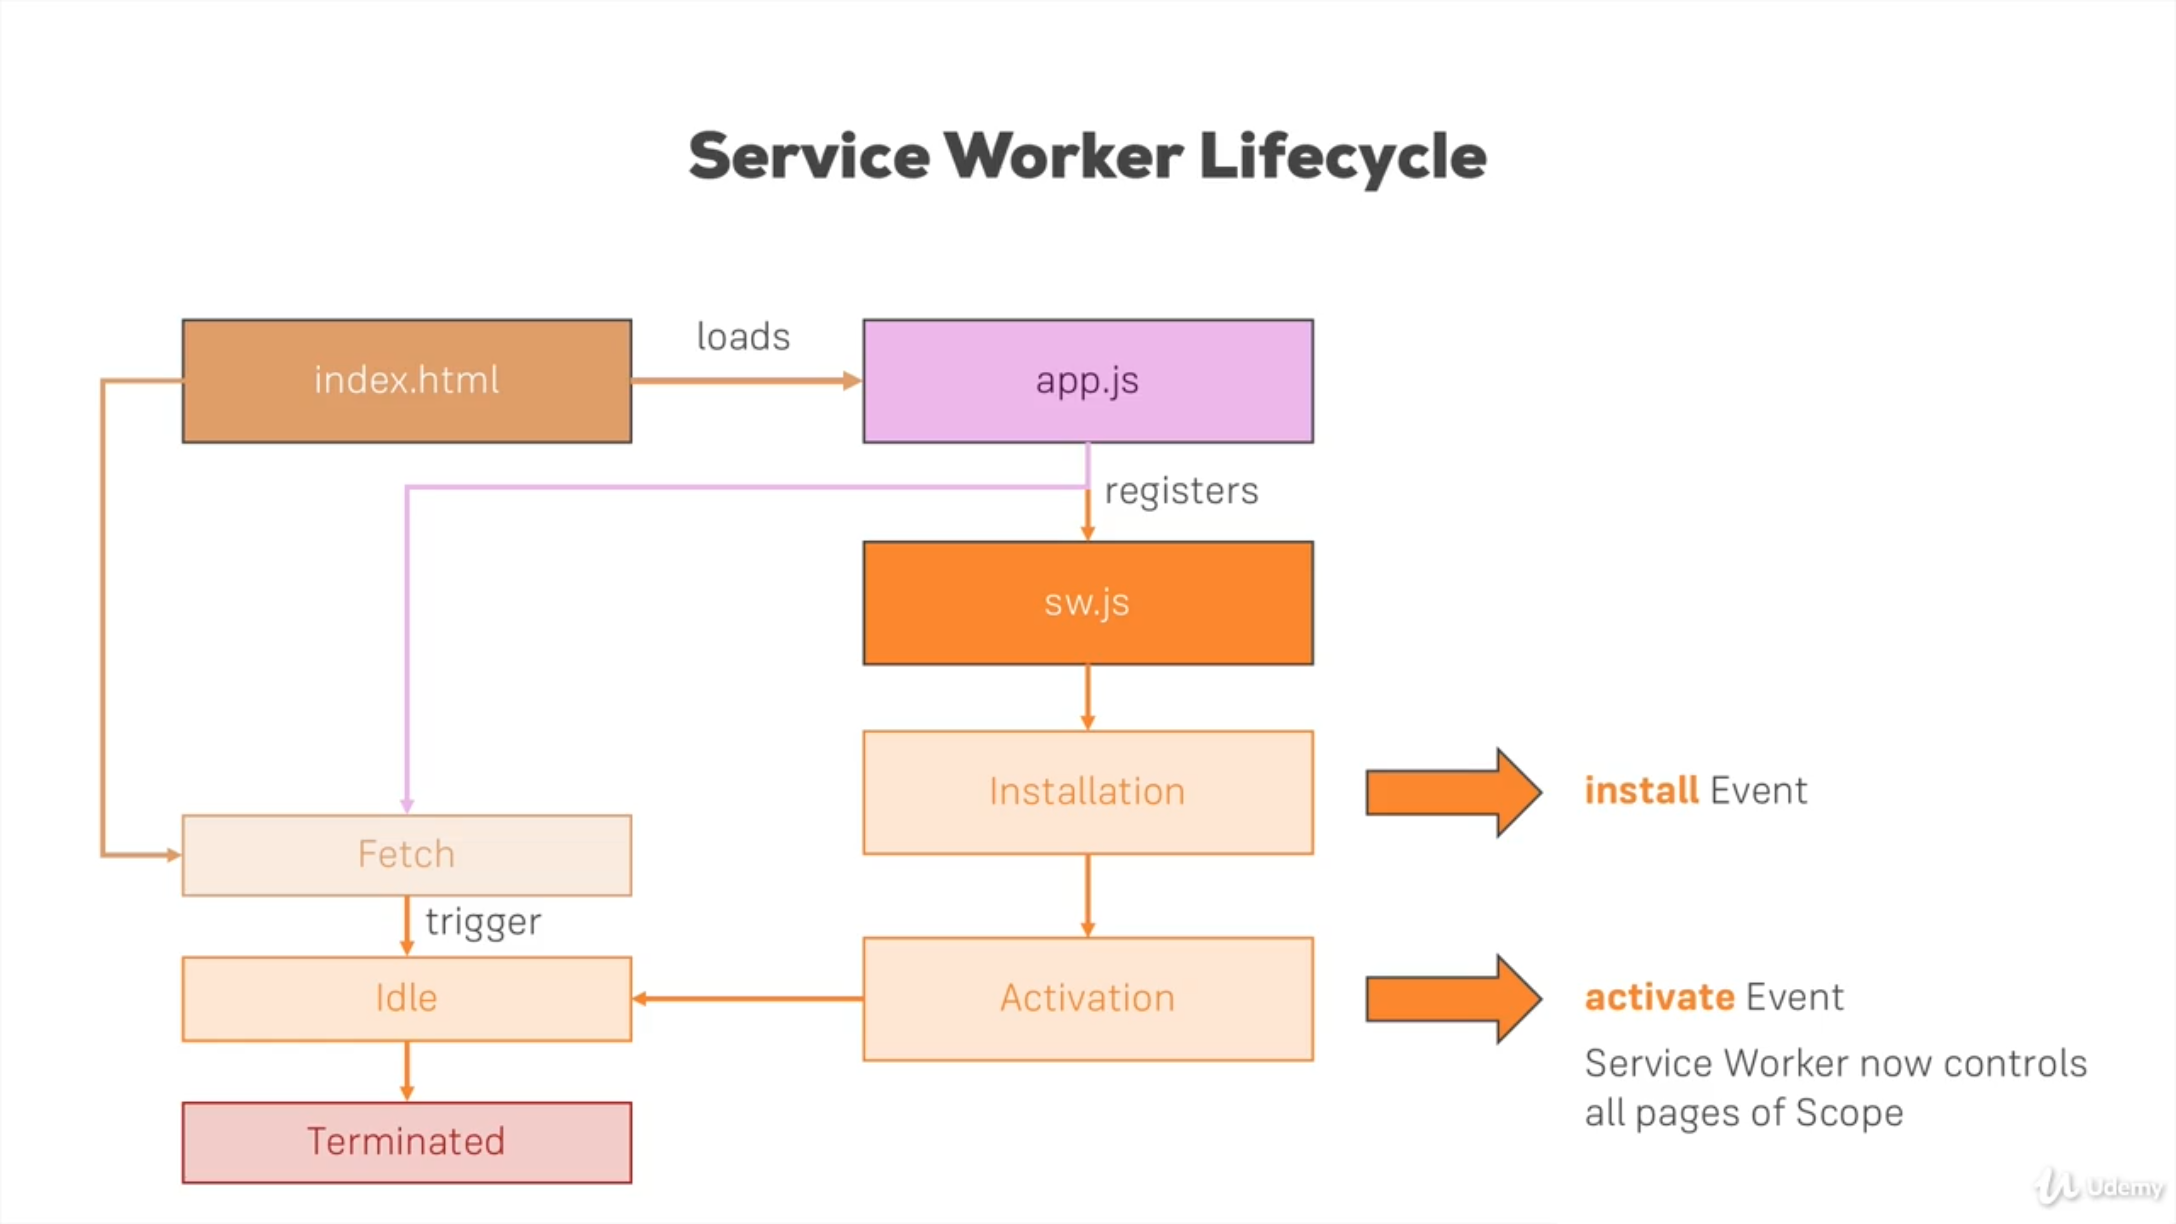 Service Worker Lifecycle
index.html
loads
app.js
registers
sw.js
Installation
install Event
Fetch
trigger
Idle
Activation
activate Event
Service Worker now controls
all pages of Scope
Terminated
Udemy